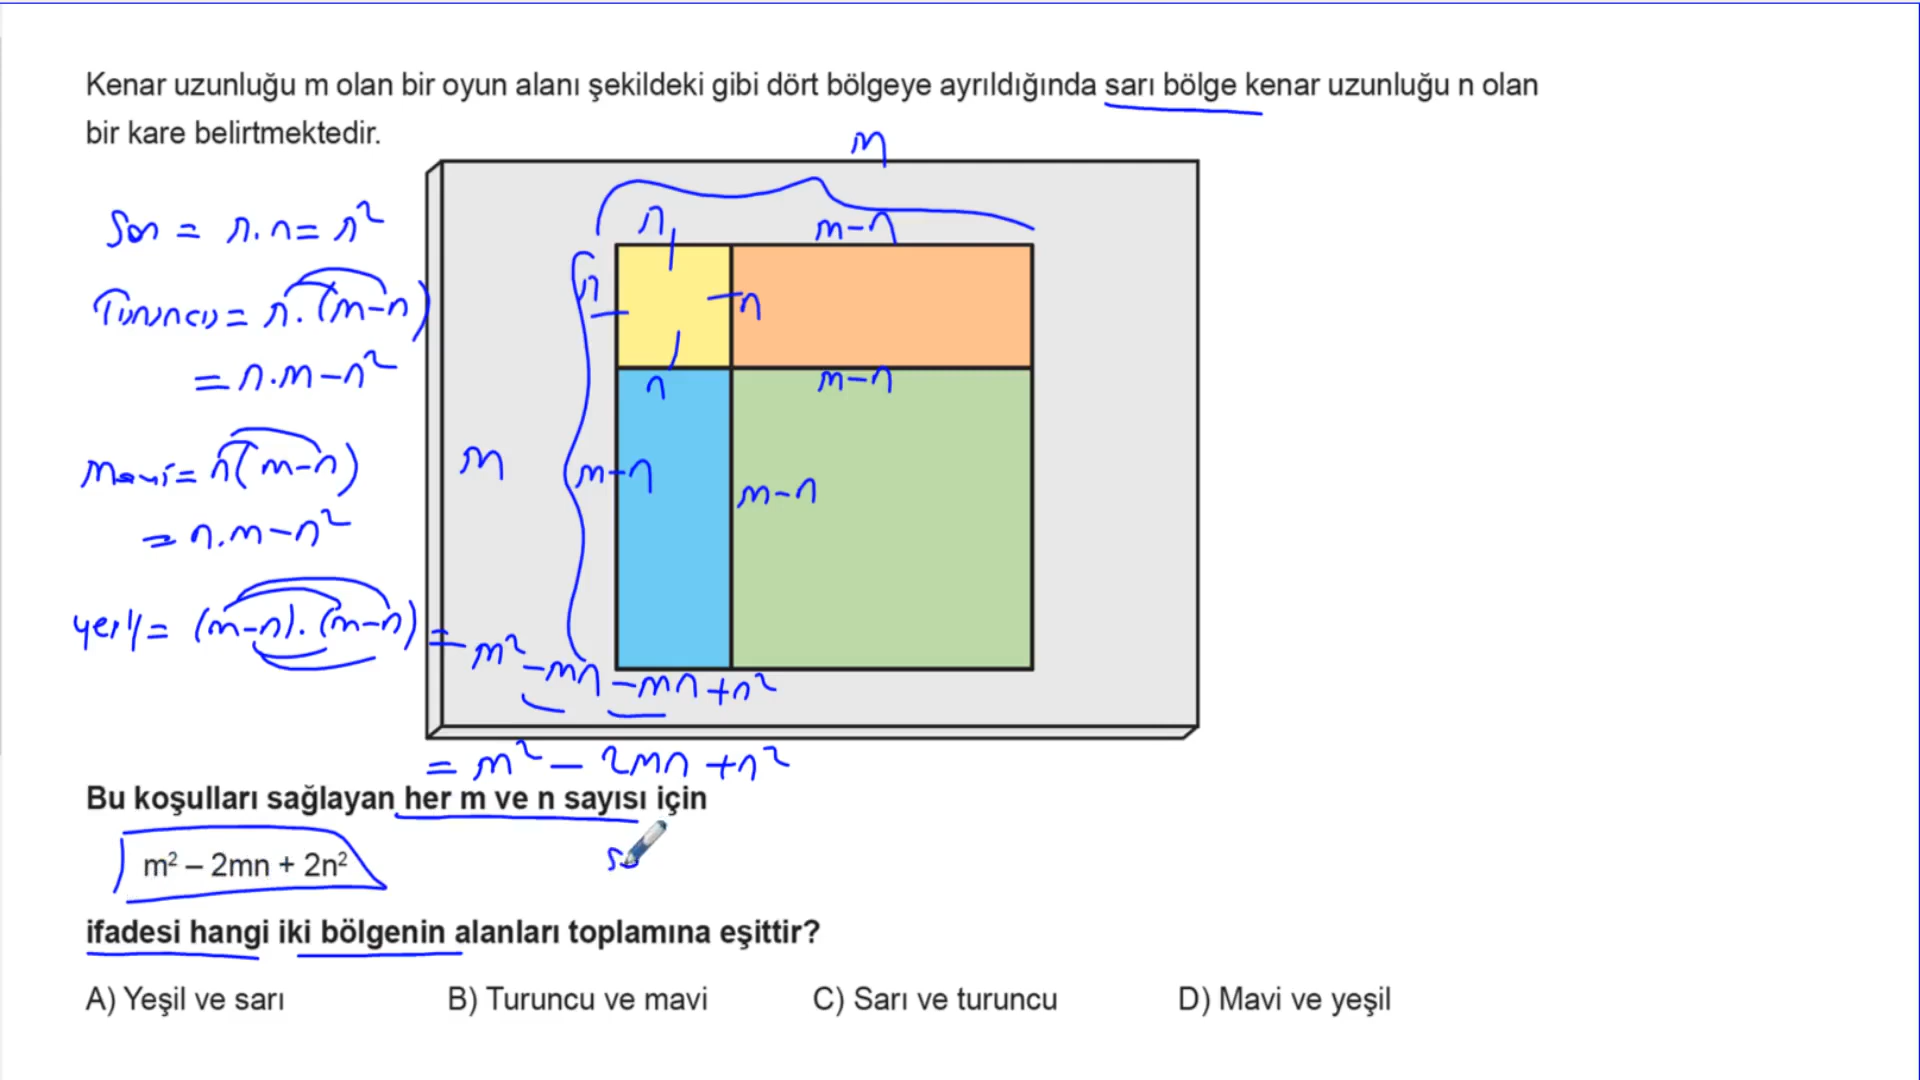 Kenar uzunluğu m olan bir oyun alanı şekildeki gibi dört bölgeye ayrıldığında sarı bölge kenar uzunluğu n olan
bir kare belirtmektedir.
m
n m-n
n n
n m-n
m m-n m-n
= n.n = n²
Turuncu = n.(m-n)
= n.m-n²
Mavi = n(m-n)
= n.m-n²
= (m-n).(m-n) = m² -mn -mn +n²
= m² - 2mn +n²
Bu koşulları sağlayan her m ve n sayısı için
m² – 2mn + 2n²
ifadesi hangi iki bölgenin alanları toplamına eşittir?
A) Yeşil ve sarı B) Turuncu ve mavi C) Sarı ve turuncu D) Mavi ve yeşil